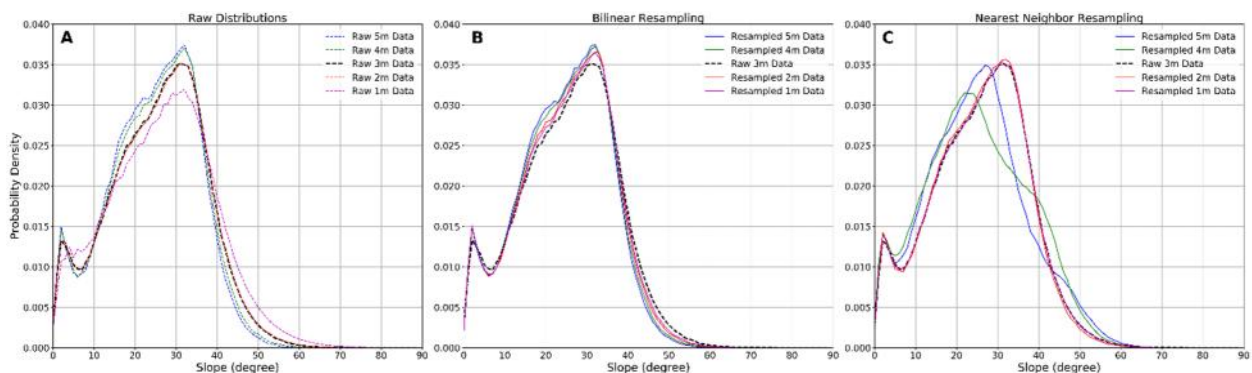 Raw Distributions
A
Raw 5m Data
Raw 4m Data
Raw 3m Data
Raw 2m Data
Raw 1m Data
Probability Density
0.040
0.035
0.030
0.025
0.020
0.015
0.010
0.005
0.000
0 10 20 30 40 50 60 70 80 90
Slope (degree)
Bilinear Resampling
B
Resampled 5m Data
Resampled 4m Data
Raw 3m Data
Resampled 2m Data
Resampled 1m Data
0.040
0.035
0.030
0.025
0.020
0.015
0.010
0.005
0.000
0 10 20 30 40 50 60 70 80 90
Slope (degree)
Nearest Neighbor Resampling
C
Resampled 5m Data
Resampled 4m Data
Raw 3m Data
Resampled 2m Data
Resampled 1m Data
0.040
0.035
0.030
0.025
0.020
0.015
0.010
0.005
0.000
0 10 20 30 40 50 60 70 80 90
Slope (degree)